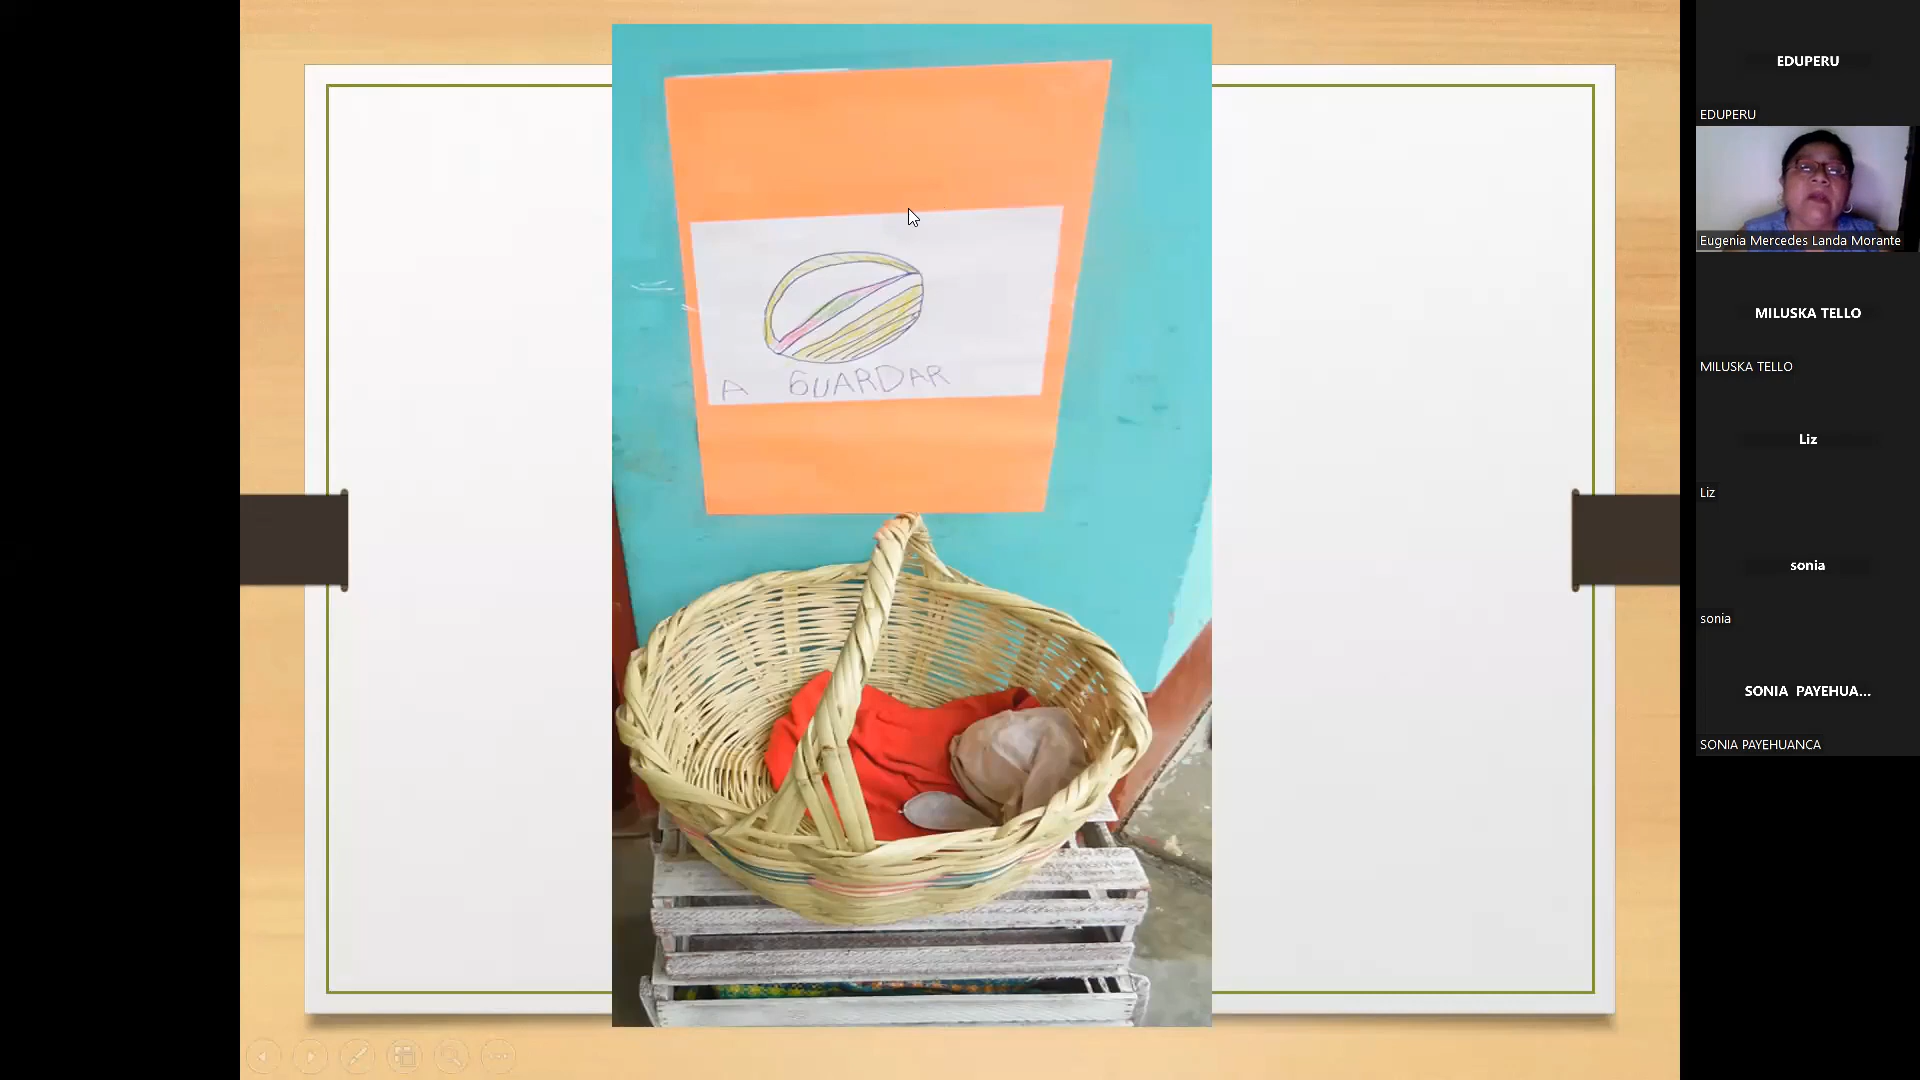 A GUARDAR
EDUPERU
EDUPERU
Eugenia Mercedes Landa Morante
MILUSKA TELLO
MILUSKA TELLO
Liz
Liz
sonia
sonia
SONIA PAYEHUA...
SONIA PAYEHUANCA